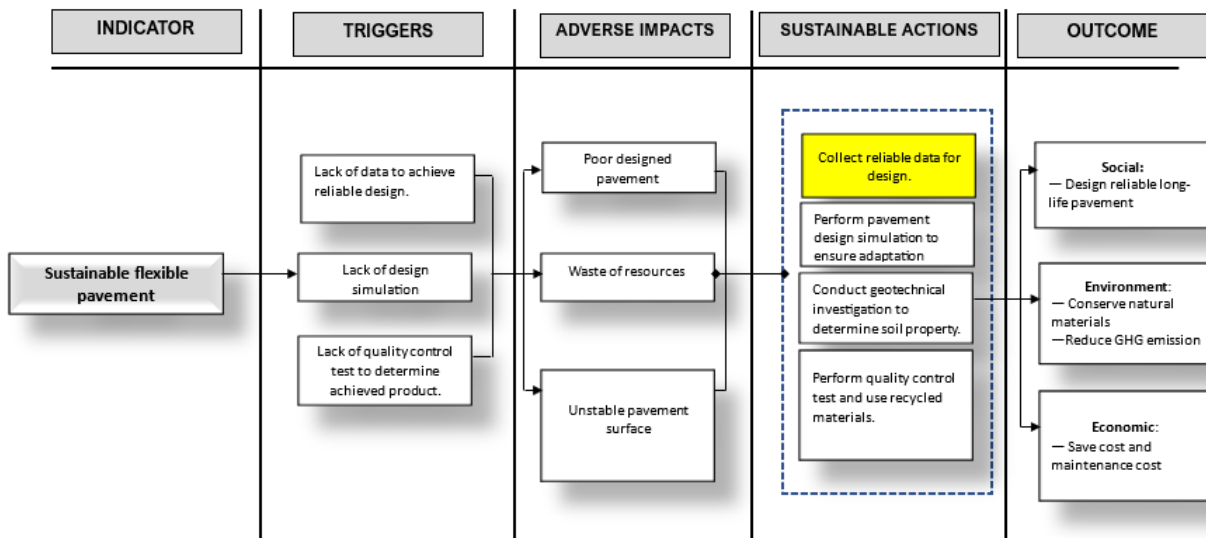 INDICATOR
TRIGGERS
ADVERSE IMPACTS
SUSTAINABLE ACTIONS
OUTCOME
Sustainable flexible
pavement
Lack of data to achieve
reliable design.
Lack of design
simulation
Lack of quality control
test to determine
achieved product.
Poor designed
pavement
Waste of resources
Unstable pavement
surface
Collect reliable data for
design.
Perform pavement
design simulation to
ensure adaptation
Conduct geotechnical
investigation to
determine soil property.
Perform quality control
test and use recycled
materials.
Social:
— Design reliable long-
life pavement
Environment:
— Conserve natural
materials
—Reduce GHG emission
Economic:
— Save cost and
maintenance cost